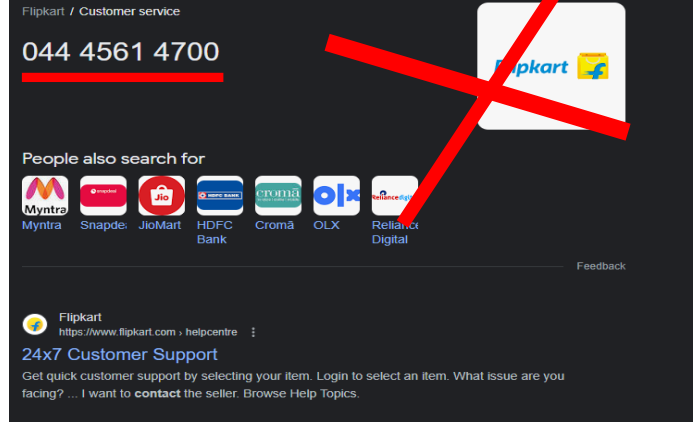 Flipkart / Customer service
044 4561 4700
Flipkart
People also search for
Myntra
snapdeal
Jio
HDFC BANK
cromā
olx
Reliance digital
Myntra Snapdea JioMart HDFC Bank Cromā OLX Reliance Digital
Feedback
Flipkart
https://www.flipkart.com › helpcentre
24x7 Customer Support
Get quick customer support by selecting your item. Login to select an item. What issue are you
facing? ... I want to contact the seller. Browse Help Topics.